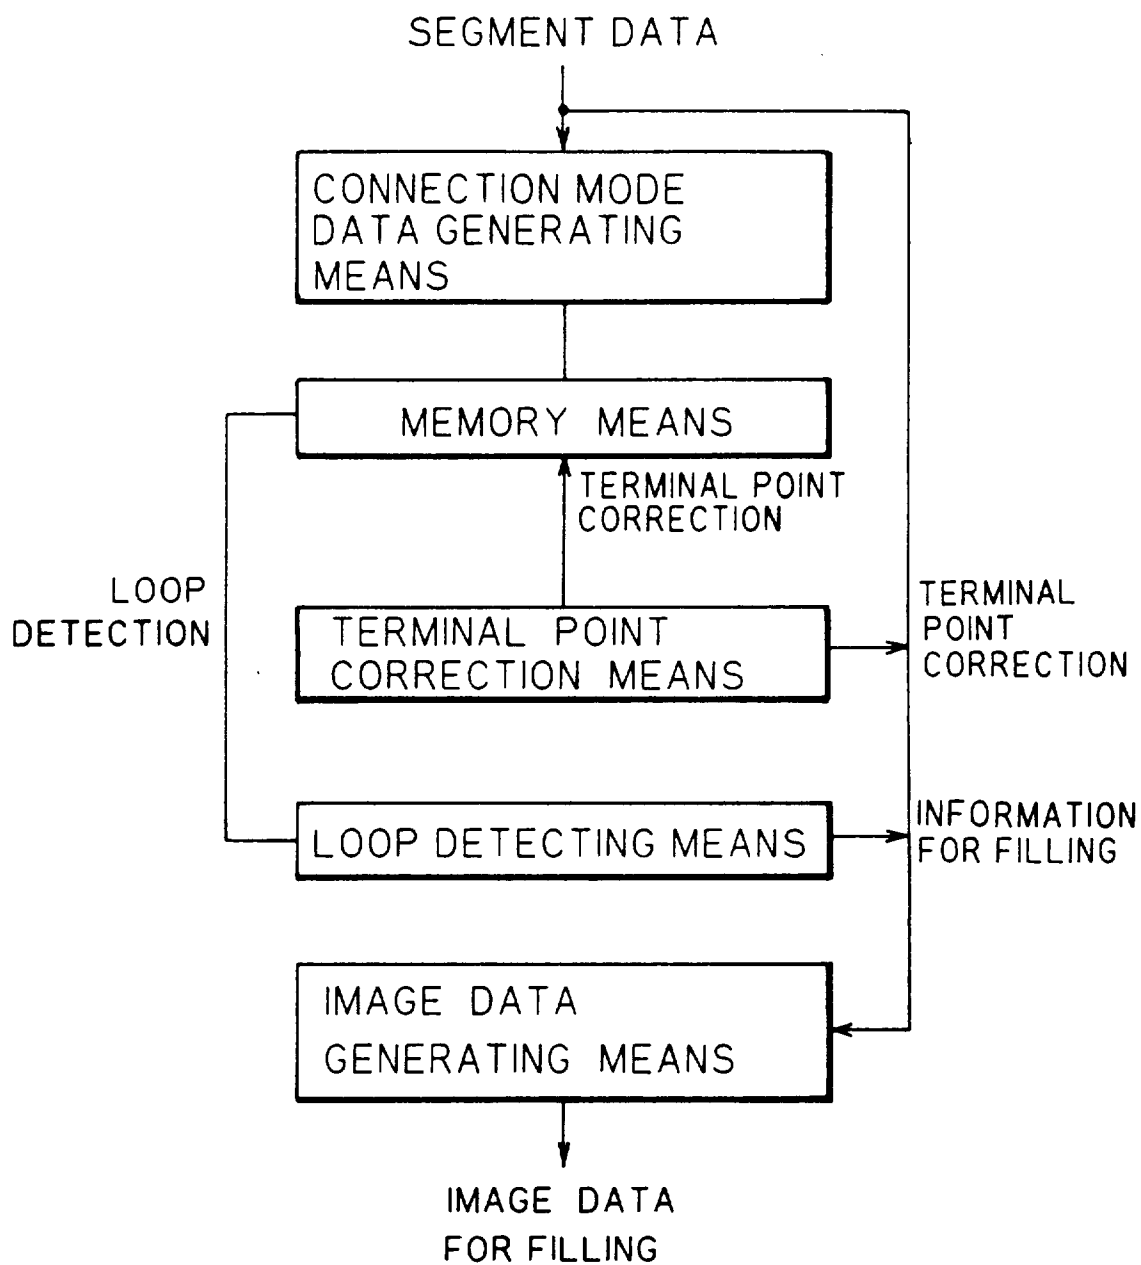 SEGMENT DATA
CONNECTION MODE
DATA GENERATING
MEANS
MEMORY MEANS
TERMINAL POINT
CORRECTION
LOOP
DETECTION
TERMINAL POINT
CORRECTION MEANS
TERMINAL
POINT
CORRECTION
LOOP DETECTING MEANS
INFORMATION
FOR FILLING
IMAGE DATA
GENERATING MEANS
IMAGE DATA
FOR FILLING